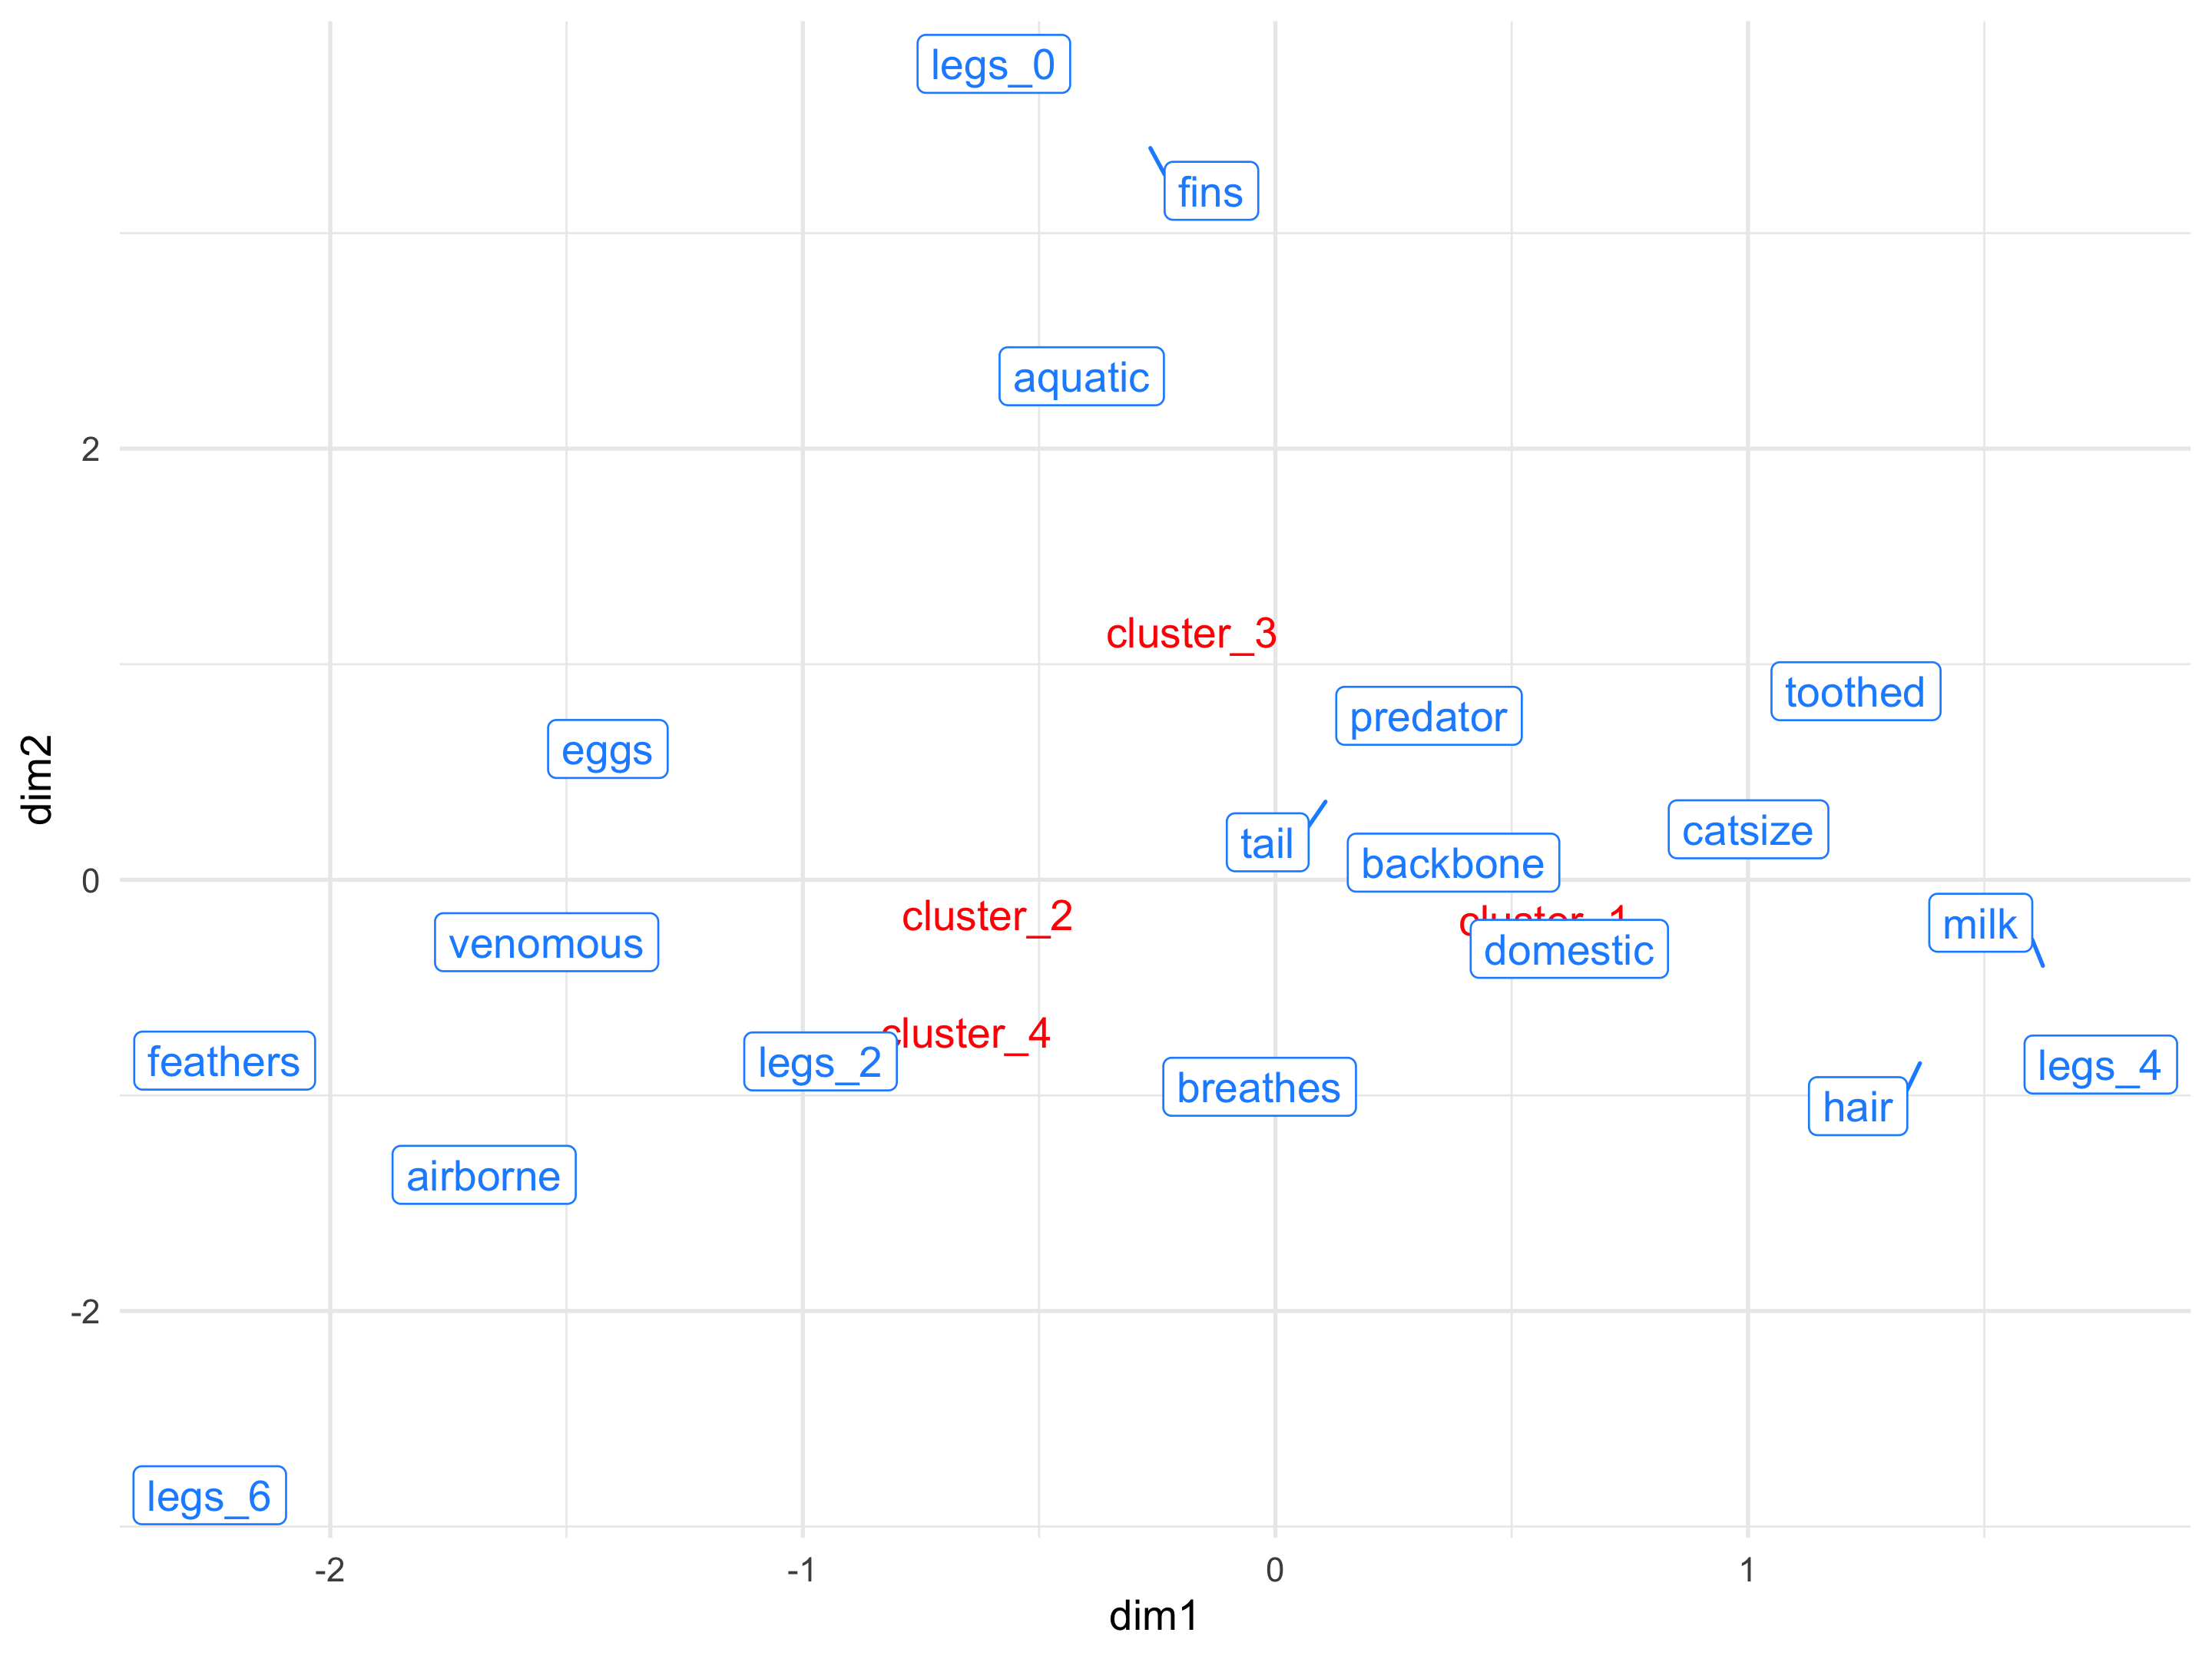 legs_0
fins
aquatic
2
cluster_3
toothed
predator
eggs
dim2
catsize
tail
backbone
0
cluster_2
cluster_1
milk
venomous
domestic
cluster_4
feathers
legs_2
legs_4
breathes
hair
airborne
-2
legs_6
-2
-1
0
1
dim1